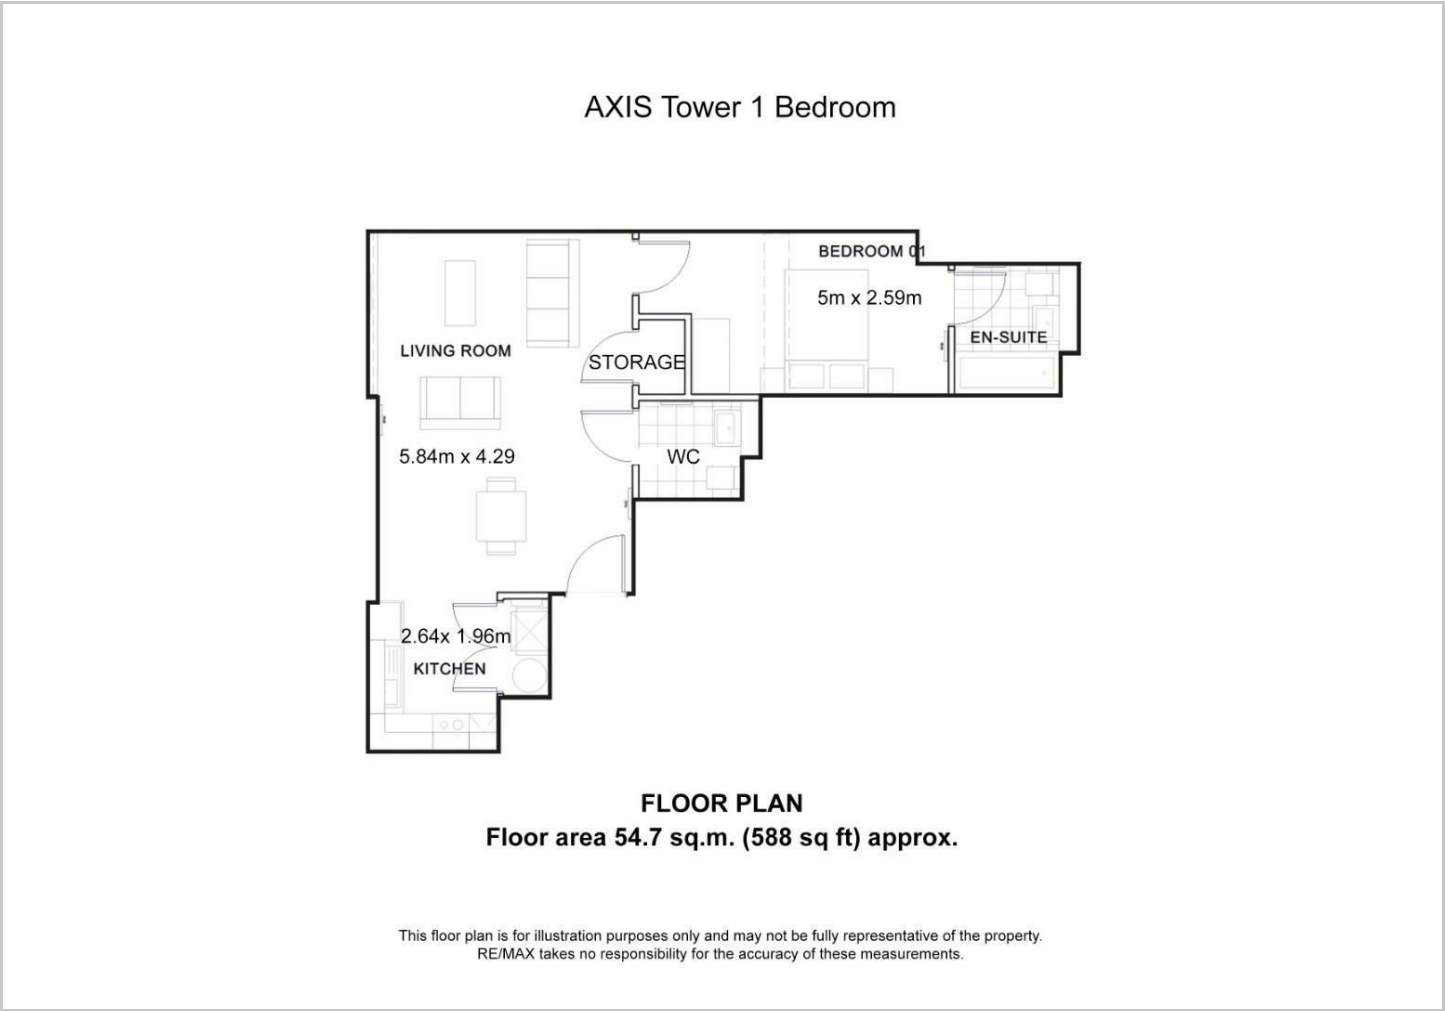 AXIS Tower 1 Bedroom
BEDROOM 01
5m x 2.59m
EN-SUITE
LIVING ROOM
STORAGE
5.84m x 4.29
WC
2.64x 1.96m
KITCHEN
FLOOR PLAN
Floor area 54.7 sq.m. (588 sq ft) approx.
This floor plan is for illustration purposes only and may not be fully representative of the property.
RE/MAX takes no responsibility for the accuracy of these measurements.